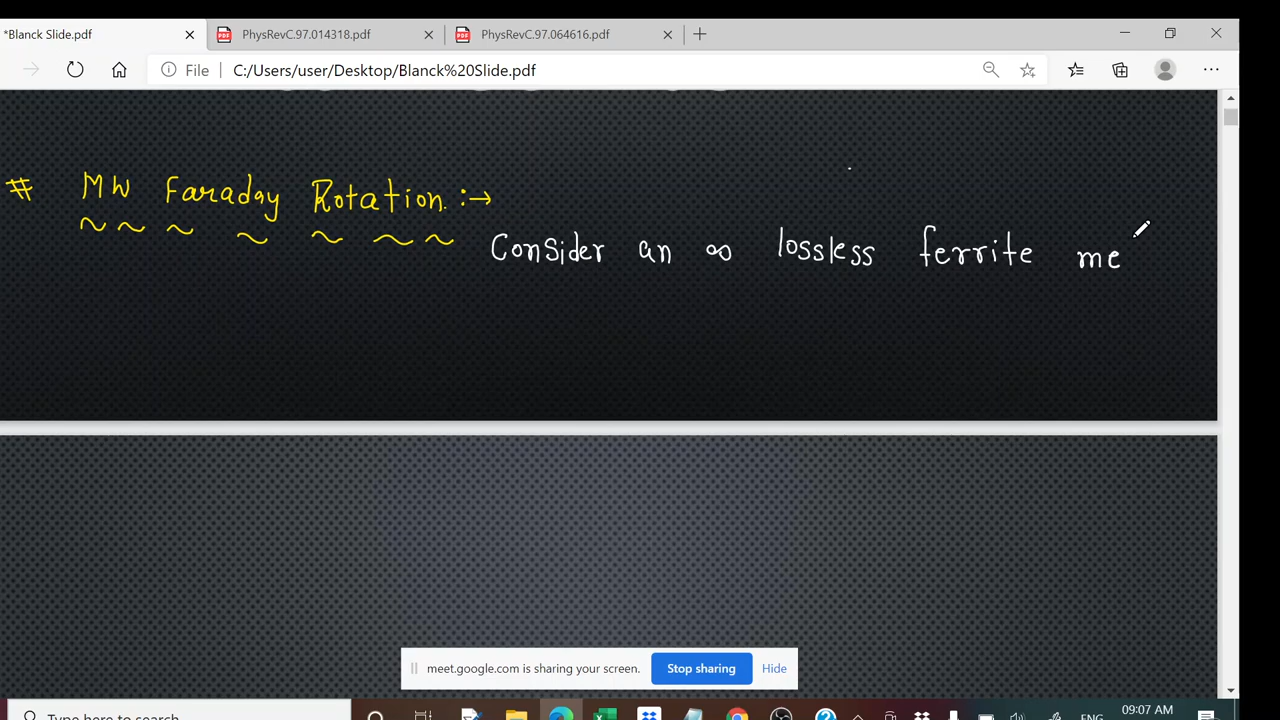 *Blanck Slide.pdf
PhysRevC.97.014318.pdf
PhysRevC.97.064616.pdf
File
C:/Users/user/Desktop/Blanck%20Slide.pdf
# MW Faraday Rotation :→
Consider an ∞ lossless ferrite me
meet.google.com is sharing your screen.
Stop sharing
Hide
Type here to search
ENG
09:07 AM